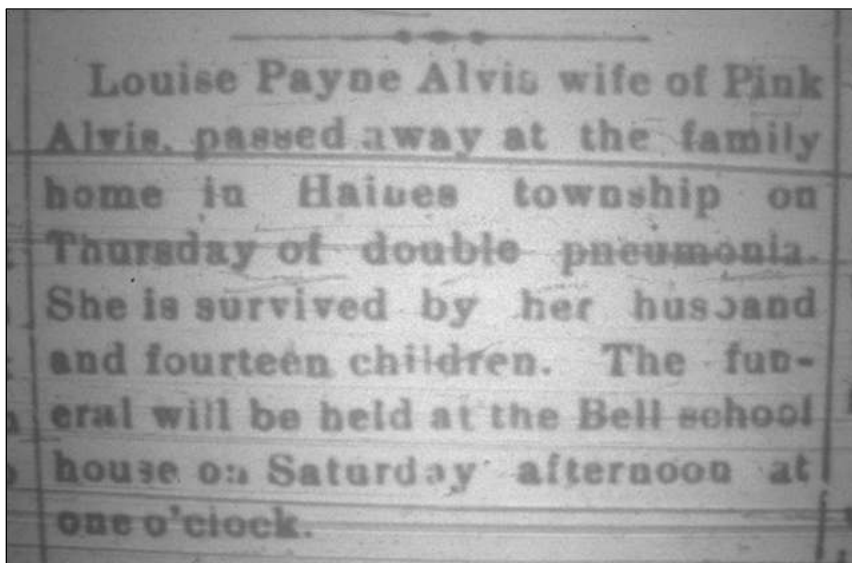 Louise Payne Alvis wife of Pink
Alvis, passed away at the family
home in Haines township on
Thursday of double pneumonia.
She is survived by her husband
and fourteen children. The fun-
eral will be held at the Bell school
house on Saturday afternoon at
one o'clock.